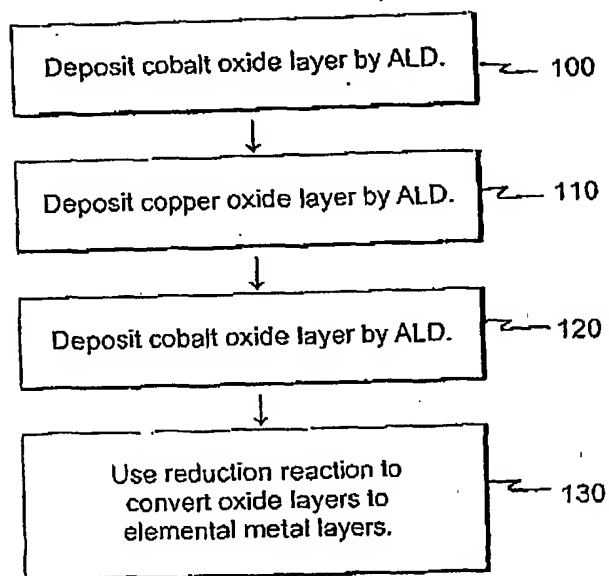 Deposit cobalt oxide layer by ALD.
100
Deposit copper oxide layer by ALD.
110
Deposit cobalt oxide layer by ALD.
120
Use reduction reaction to
convert oxide layers to
elemental metal layers.
130